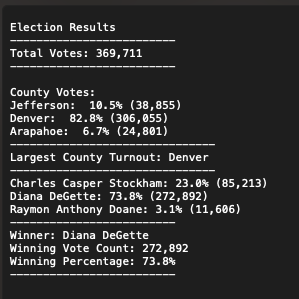 Election Results
-------------------------
Total Votes: 369,711
-------------------------
County Votes:
Jefferson:  10.5% (38,855)
Denver:  82.8% (306,055)
Arapahoe:  6.7% (24,801)
-------------------------------
Largest County Turnout: Denver
-------------------------------
Charles Casper Stockham: 23.0% (85,213)
Diana DeGette: 73.8% (272,892)
Raymon Anthony Doane: 3.1% (11,606)
-------------------------
Winner: Diana DeGette
Winning Vote Count: 272,892
Winning Percentage: 73.8%
-------------------------